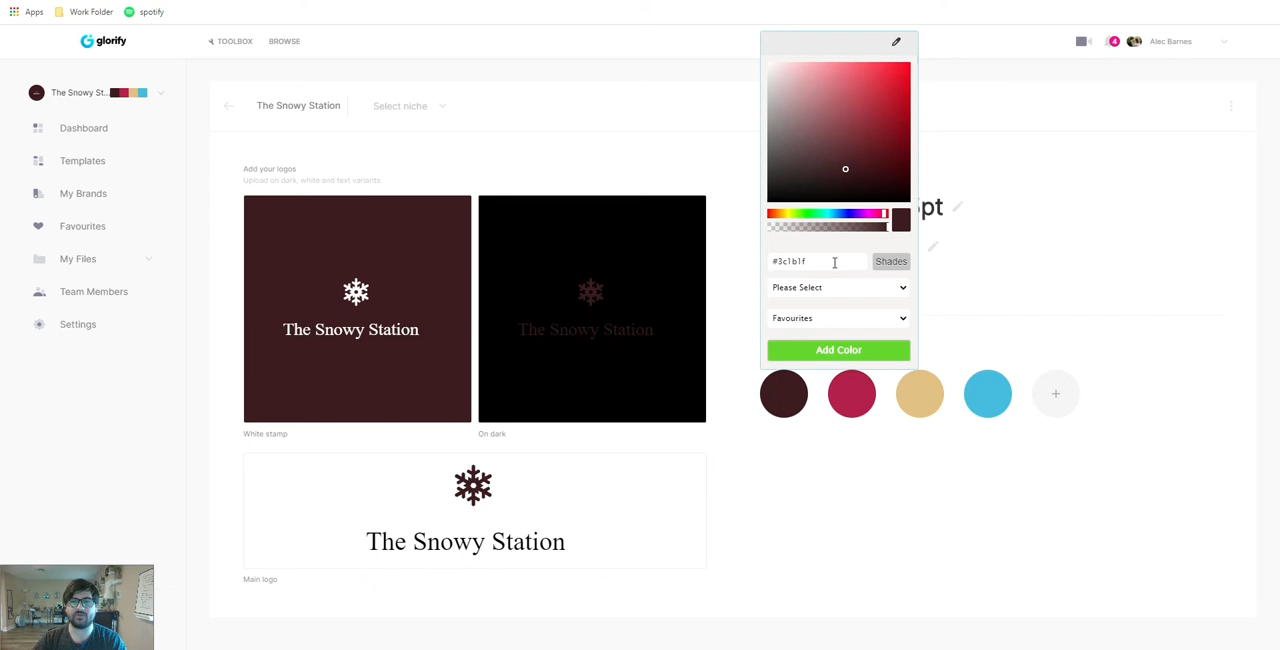 Apps Work Folder spotify
glorify TOOLBOX BROWSE 4 Alec Barnes
The Snowy St...
Dashboard
Templates
My Brands
Favourites
My Files
Team Members
Settings
The Snowy Station Select niche
Add your logos
Upload on dark, white and text variants
The Snowy Station
White stamp
The Snowy Station
On dark
The Snowy Station
Main logo
#3c1b1f Shades
Please Select
Favourites
Add Color